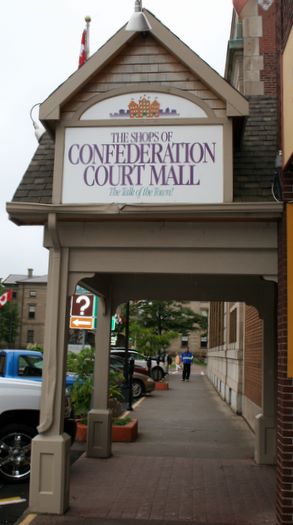 THE SHOPS OF
CONFEDERATION
COURT MALL
The Talk of the Town!
?